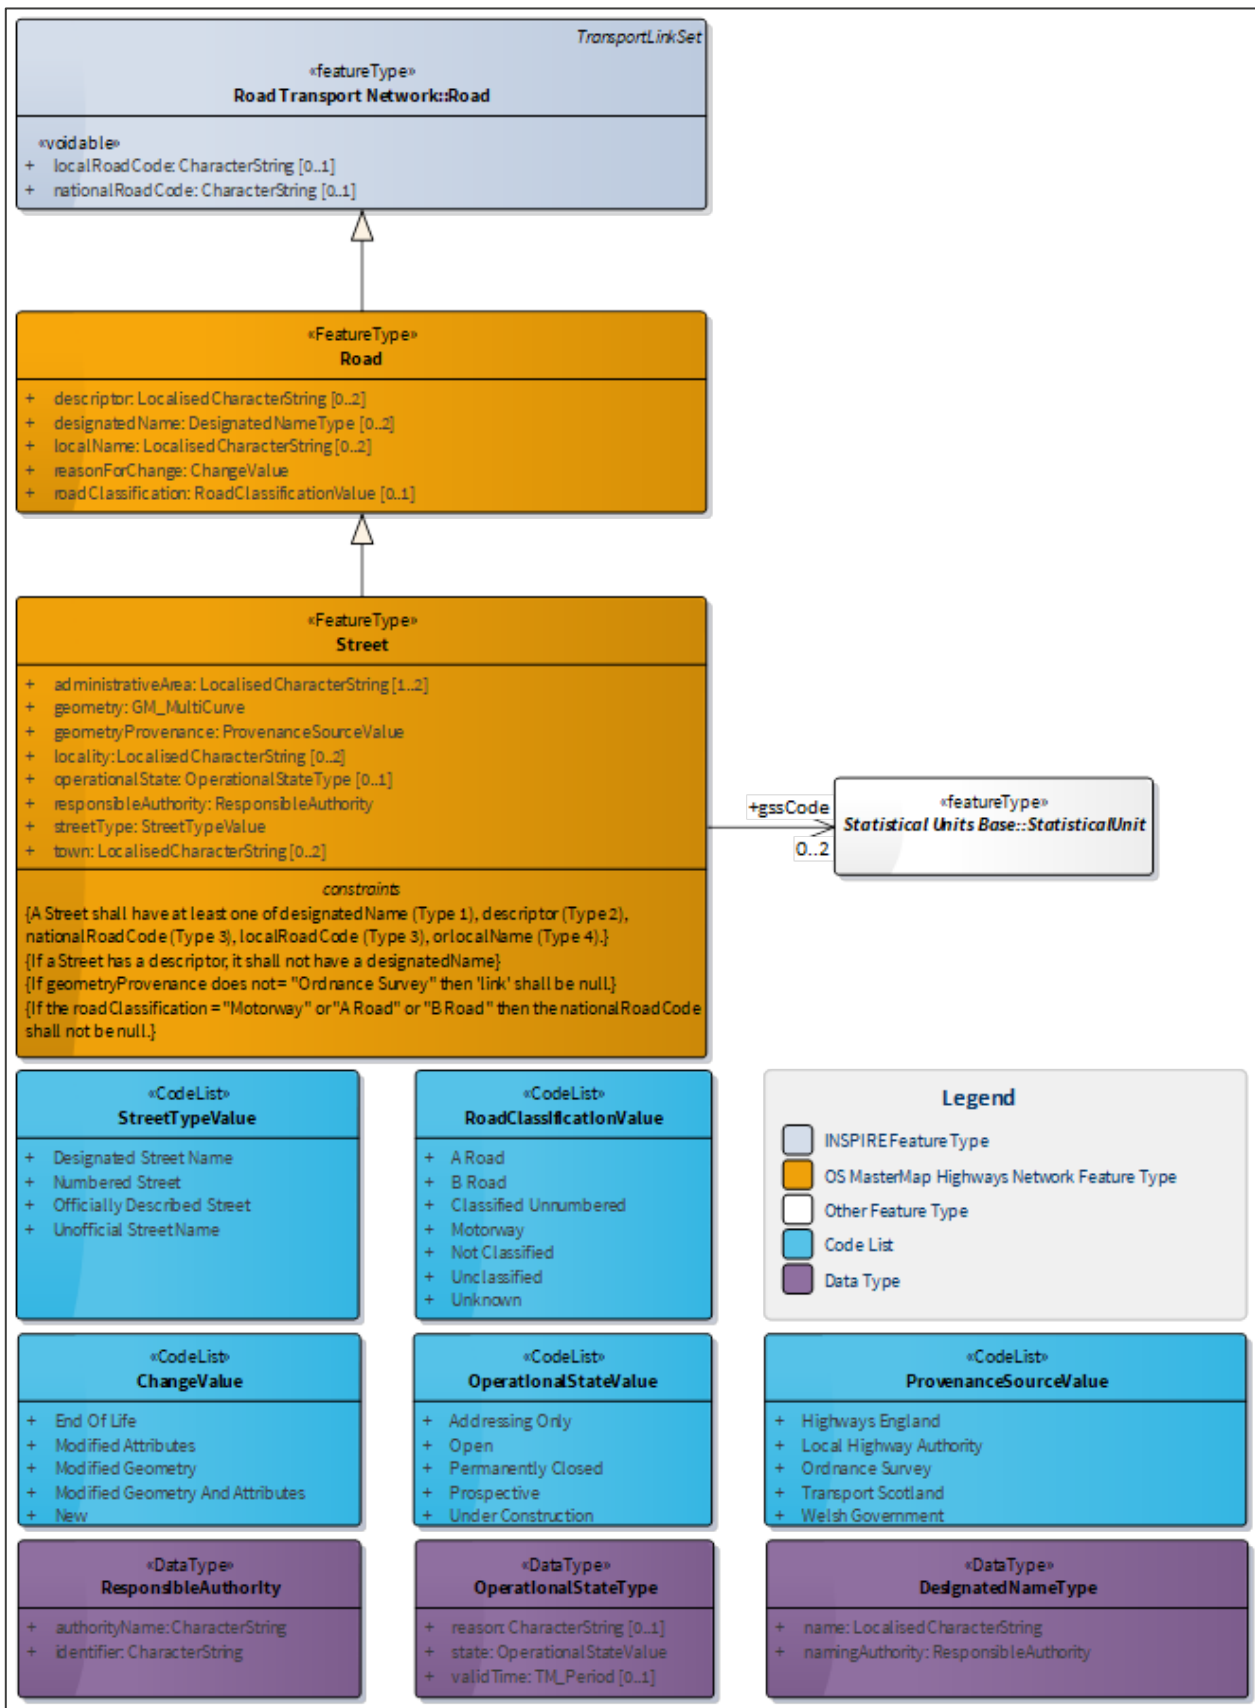 TransportLinkSet
«featureType»
Road Transport Network::Road
«voidable»
+ localRoadCode: CharacterString [0..1]
+ nationalRoadCode: CharacterString [0..1]
«FeatureType»
Road
+ descriptor: LocalisedCharacterString [0..2]
+ designatedName: DesignatedNameType [0..2]
+ localName: LocalisedCharacterString [0..2]
+ reasonForChange: ChangeValue
+ roadClassification: RoadClassificationValue [0..1]
«FeatureType»
Street
+ administrativeArea: LocalisedCharacterString [1..2]
+ geometry: GM_MultiCurve
+ geometryProvenance: ProvenanceSourceValue
+ locality: LocalisedCharacterString [0..2]
+ operationalState: OperationalStateType [0..1]
+ responsibleAuthority: ResponsibleAuthority
+ streetType: StreetTypeValue
+ town: LocalisedCharacterString [0..2]
constraints
{A Street shall have at least one of designatedName (Type 1), descriptor (Type 2),
nationalRoadCode (Type 3), localRoadCode (Type 3), or localName (Type 4).}
{If a Street has a descriptor, it shall not have a designatedName}
{If geometryProvenance does not= "Ordnance Survey" then 'link' shall be null.}
{If the roadClassification = "Motorway" or "A Road" or "B Road" then the nationalRoadCode
shall not be null.}
+gssCode
0..2
«featureType»
Statistical Units Base::StatisticalUnit
«CodeList»
StreetTypeValue
+ Designated Street Name
+ Numbered Street
+ Officially Described Street
+ Unofficial Street Name
«CodeList»
RoadClassificationValue
+ A Road
+ B Road
+ Classified Unnumbered
+ Motorway
+ Not Classified
+ Unclassified
+ Unknown
Legend
INSPIRE Feature Type
OS MasterMap Highways Network Feature Type
Other Feature Type
Code List
Data Type
«CodeList»
ChangeValue
+ End Of Life
+ Modified Attributes
+ Modified Geometry
+ Modified Geometry And Attributes
+ New
«CodeList»
OperationalStateValue
+ Addressing Only
+ Open
+ Permanently Closed
+ Prospective
+ Under Construction
«CodeList»
ProvenanceSourceValue
+ Highways England
+ Local Highway Authority
+ Ordnance Survey
+ Transport Scotland
+ Welsh Government
«DataType»
ResponsibleAuthority
+ authorityName: CharacterString
+ identifier: CharacterString
«DataType»
OperationalStateType
+ reason: CharacterString [0..1]
+ state: OperationalStateValue
+ validTime: TM_Period [0..1]
«DataType»
DesignatedNameType
+ name: LocalisedCharacterString
+ namingAuthority: ResponsibleAuthority